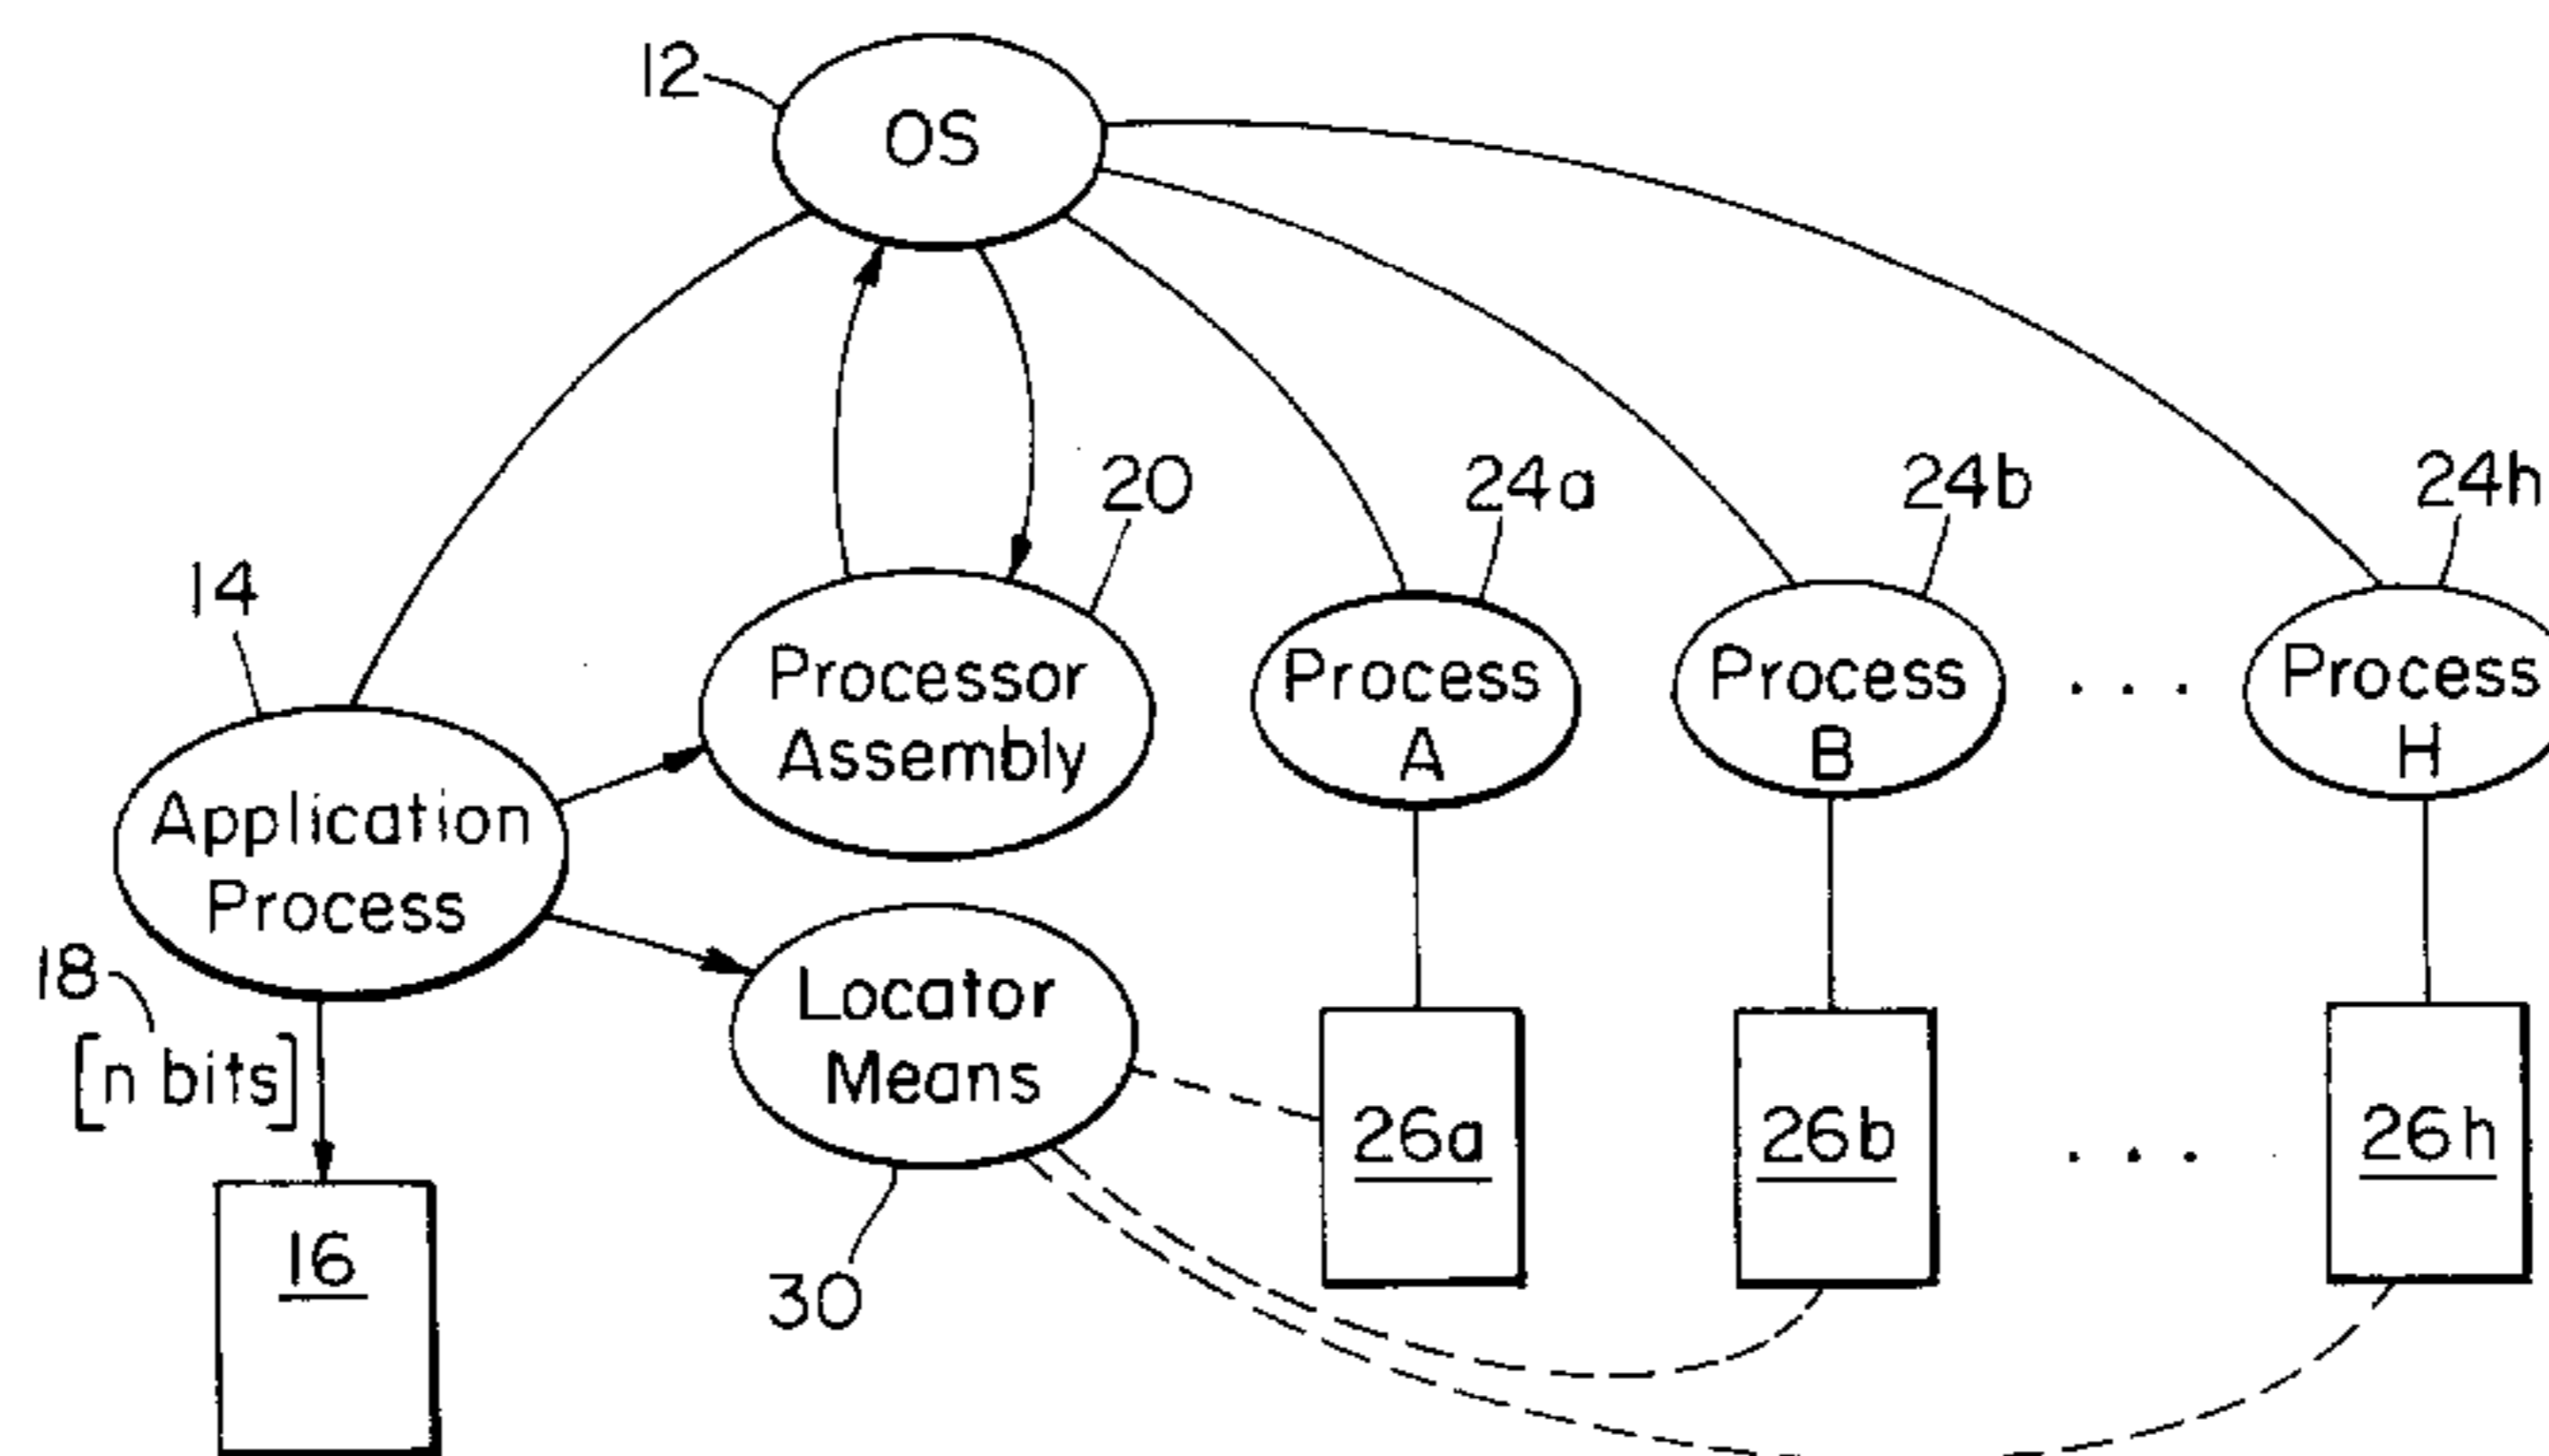 12
OS
20
24a
24b
24h
14
Processor
Assembly
Process
A
Process
B
. . .
Process
H
Application
Process
18
[n bits]
Locator
Means
26a
26b
. . .
26h
16
30